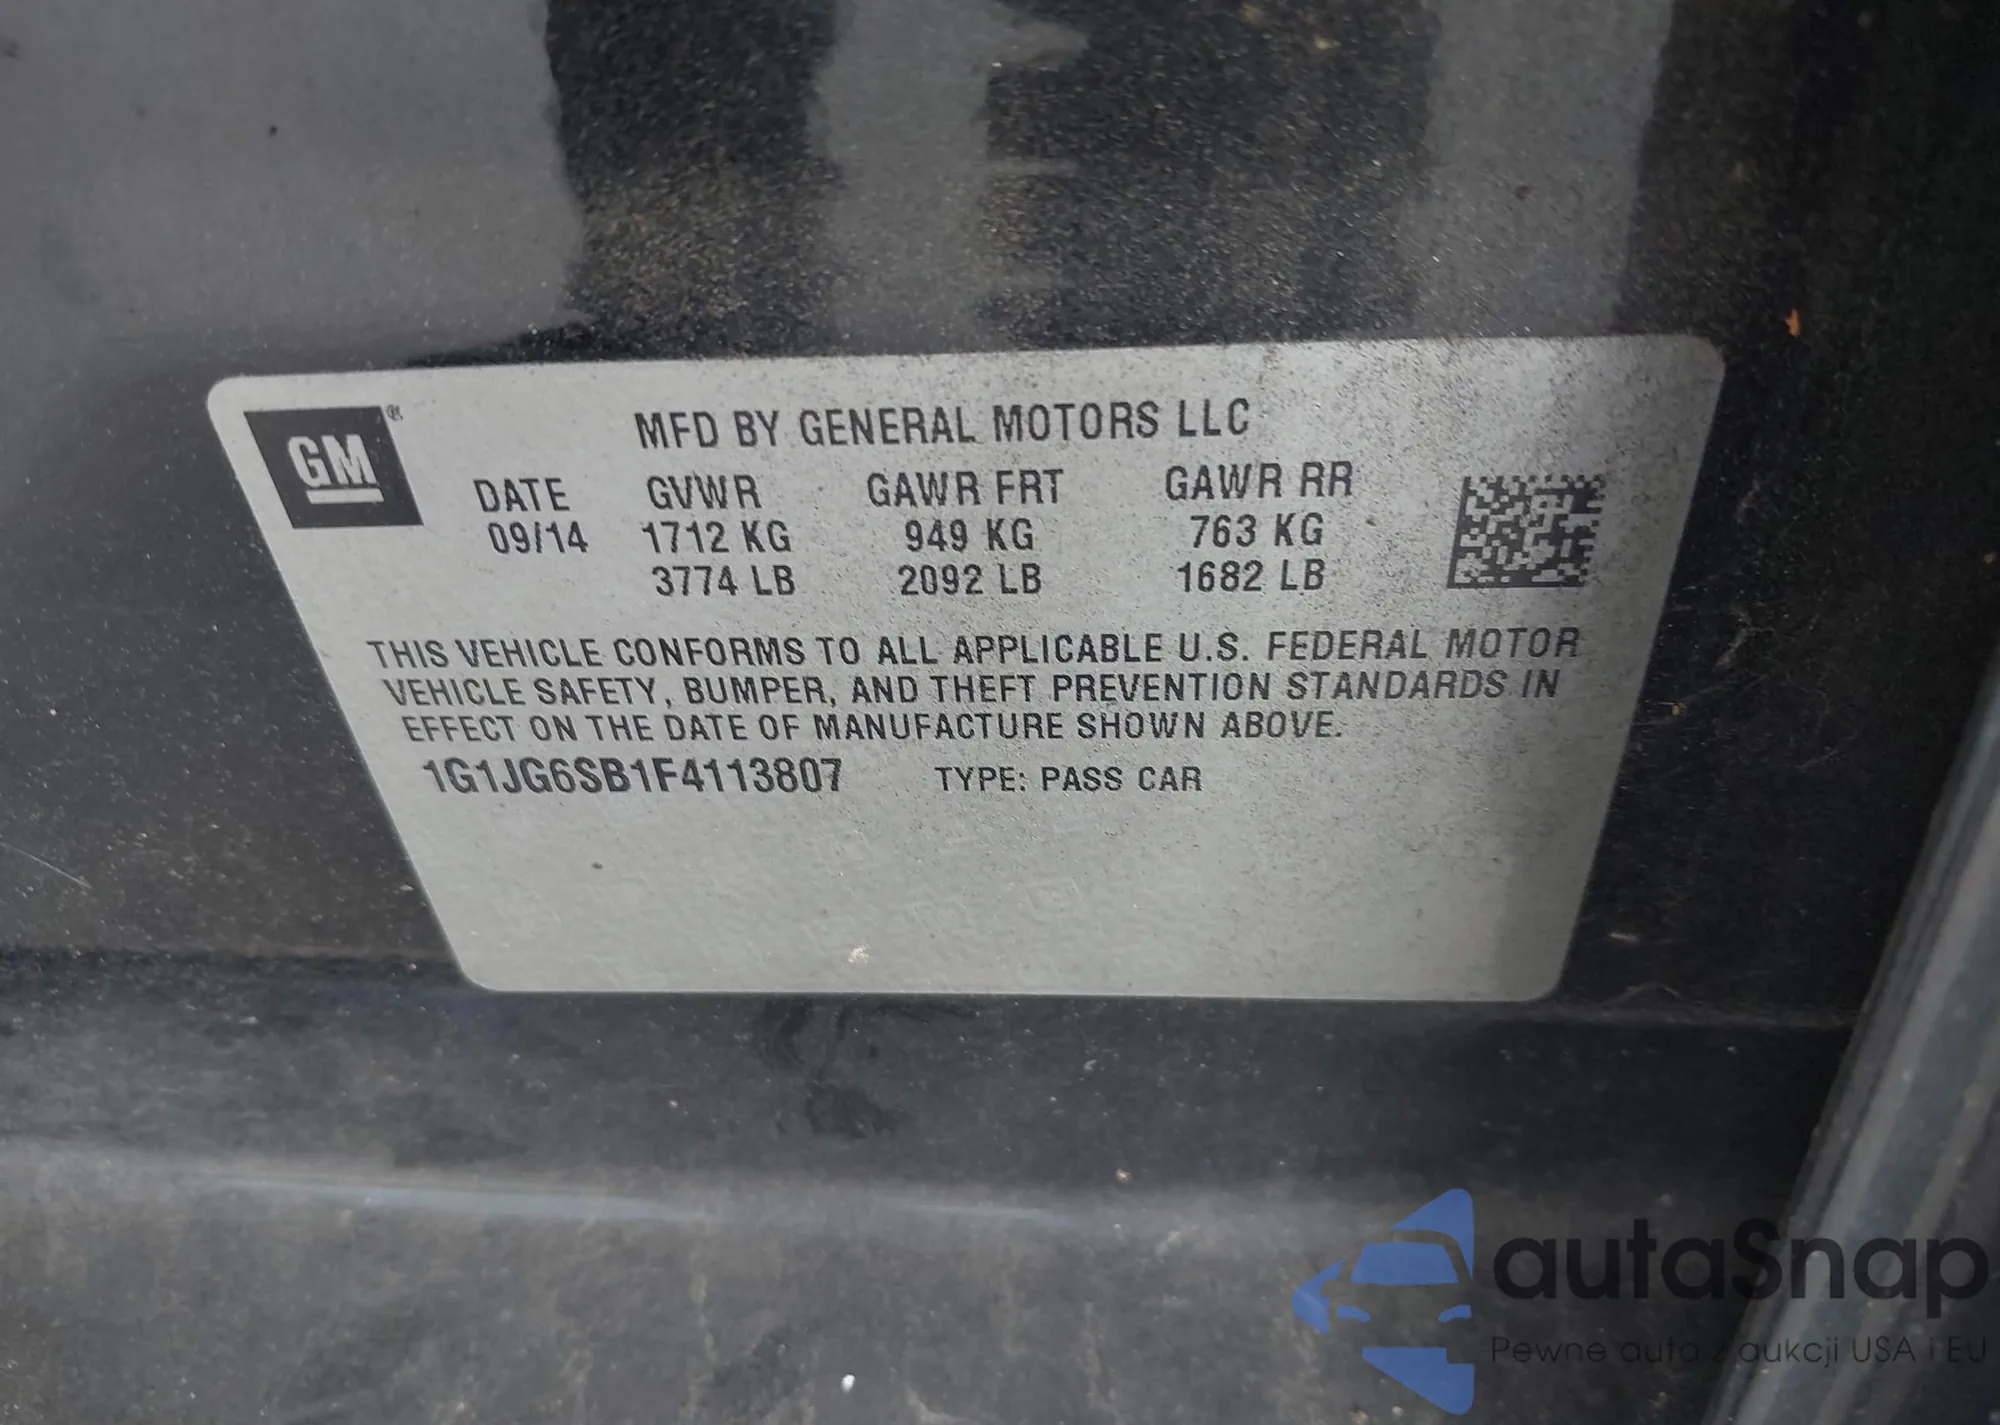 GM®
MFD BY GENERAL MOTORS LLC
DATE GVWR GAWR FRT GAWR RR
09/14 1712 KG 949 KG 763 KG
3774 LB 2092 LB 1682 LB
THIS VEHICLE CONFORMS TO ALL APPLICABLE U.S. FEDERAL MOTOR
VEHICLE SAFETY, BUMPER, AND THEFT PREVENTION STANDARDS IN
EFFECT ON THE DATE OF MANUFACTURE SHOWN ABOVE.
1G1JG6SB1F4113807 TYPE: PASS CAR
autaSnap
Pewne auta z aukcji USA i EU